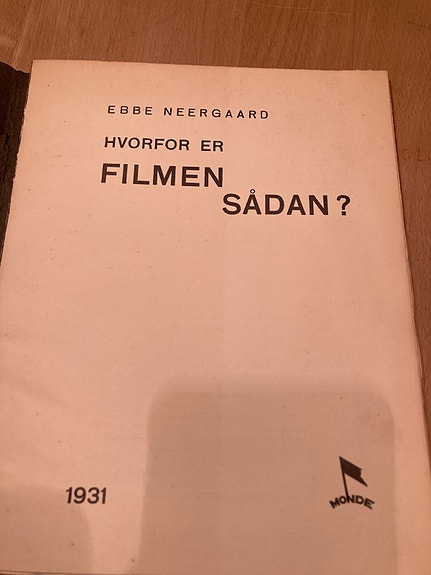 EBBE NEERGAARD
HVORFOR ER
FILMEN
SÅDAN?
1931
MONDE